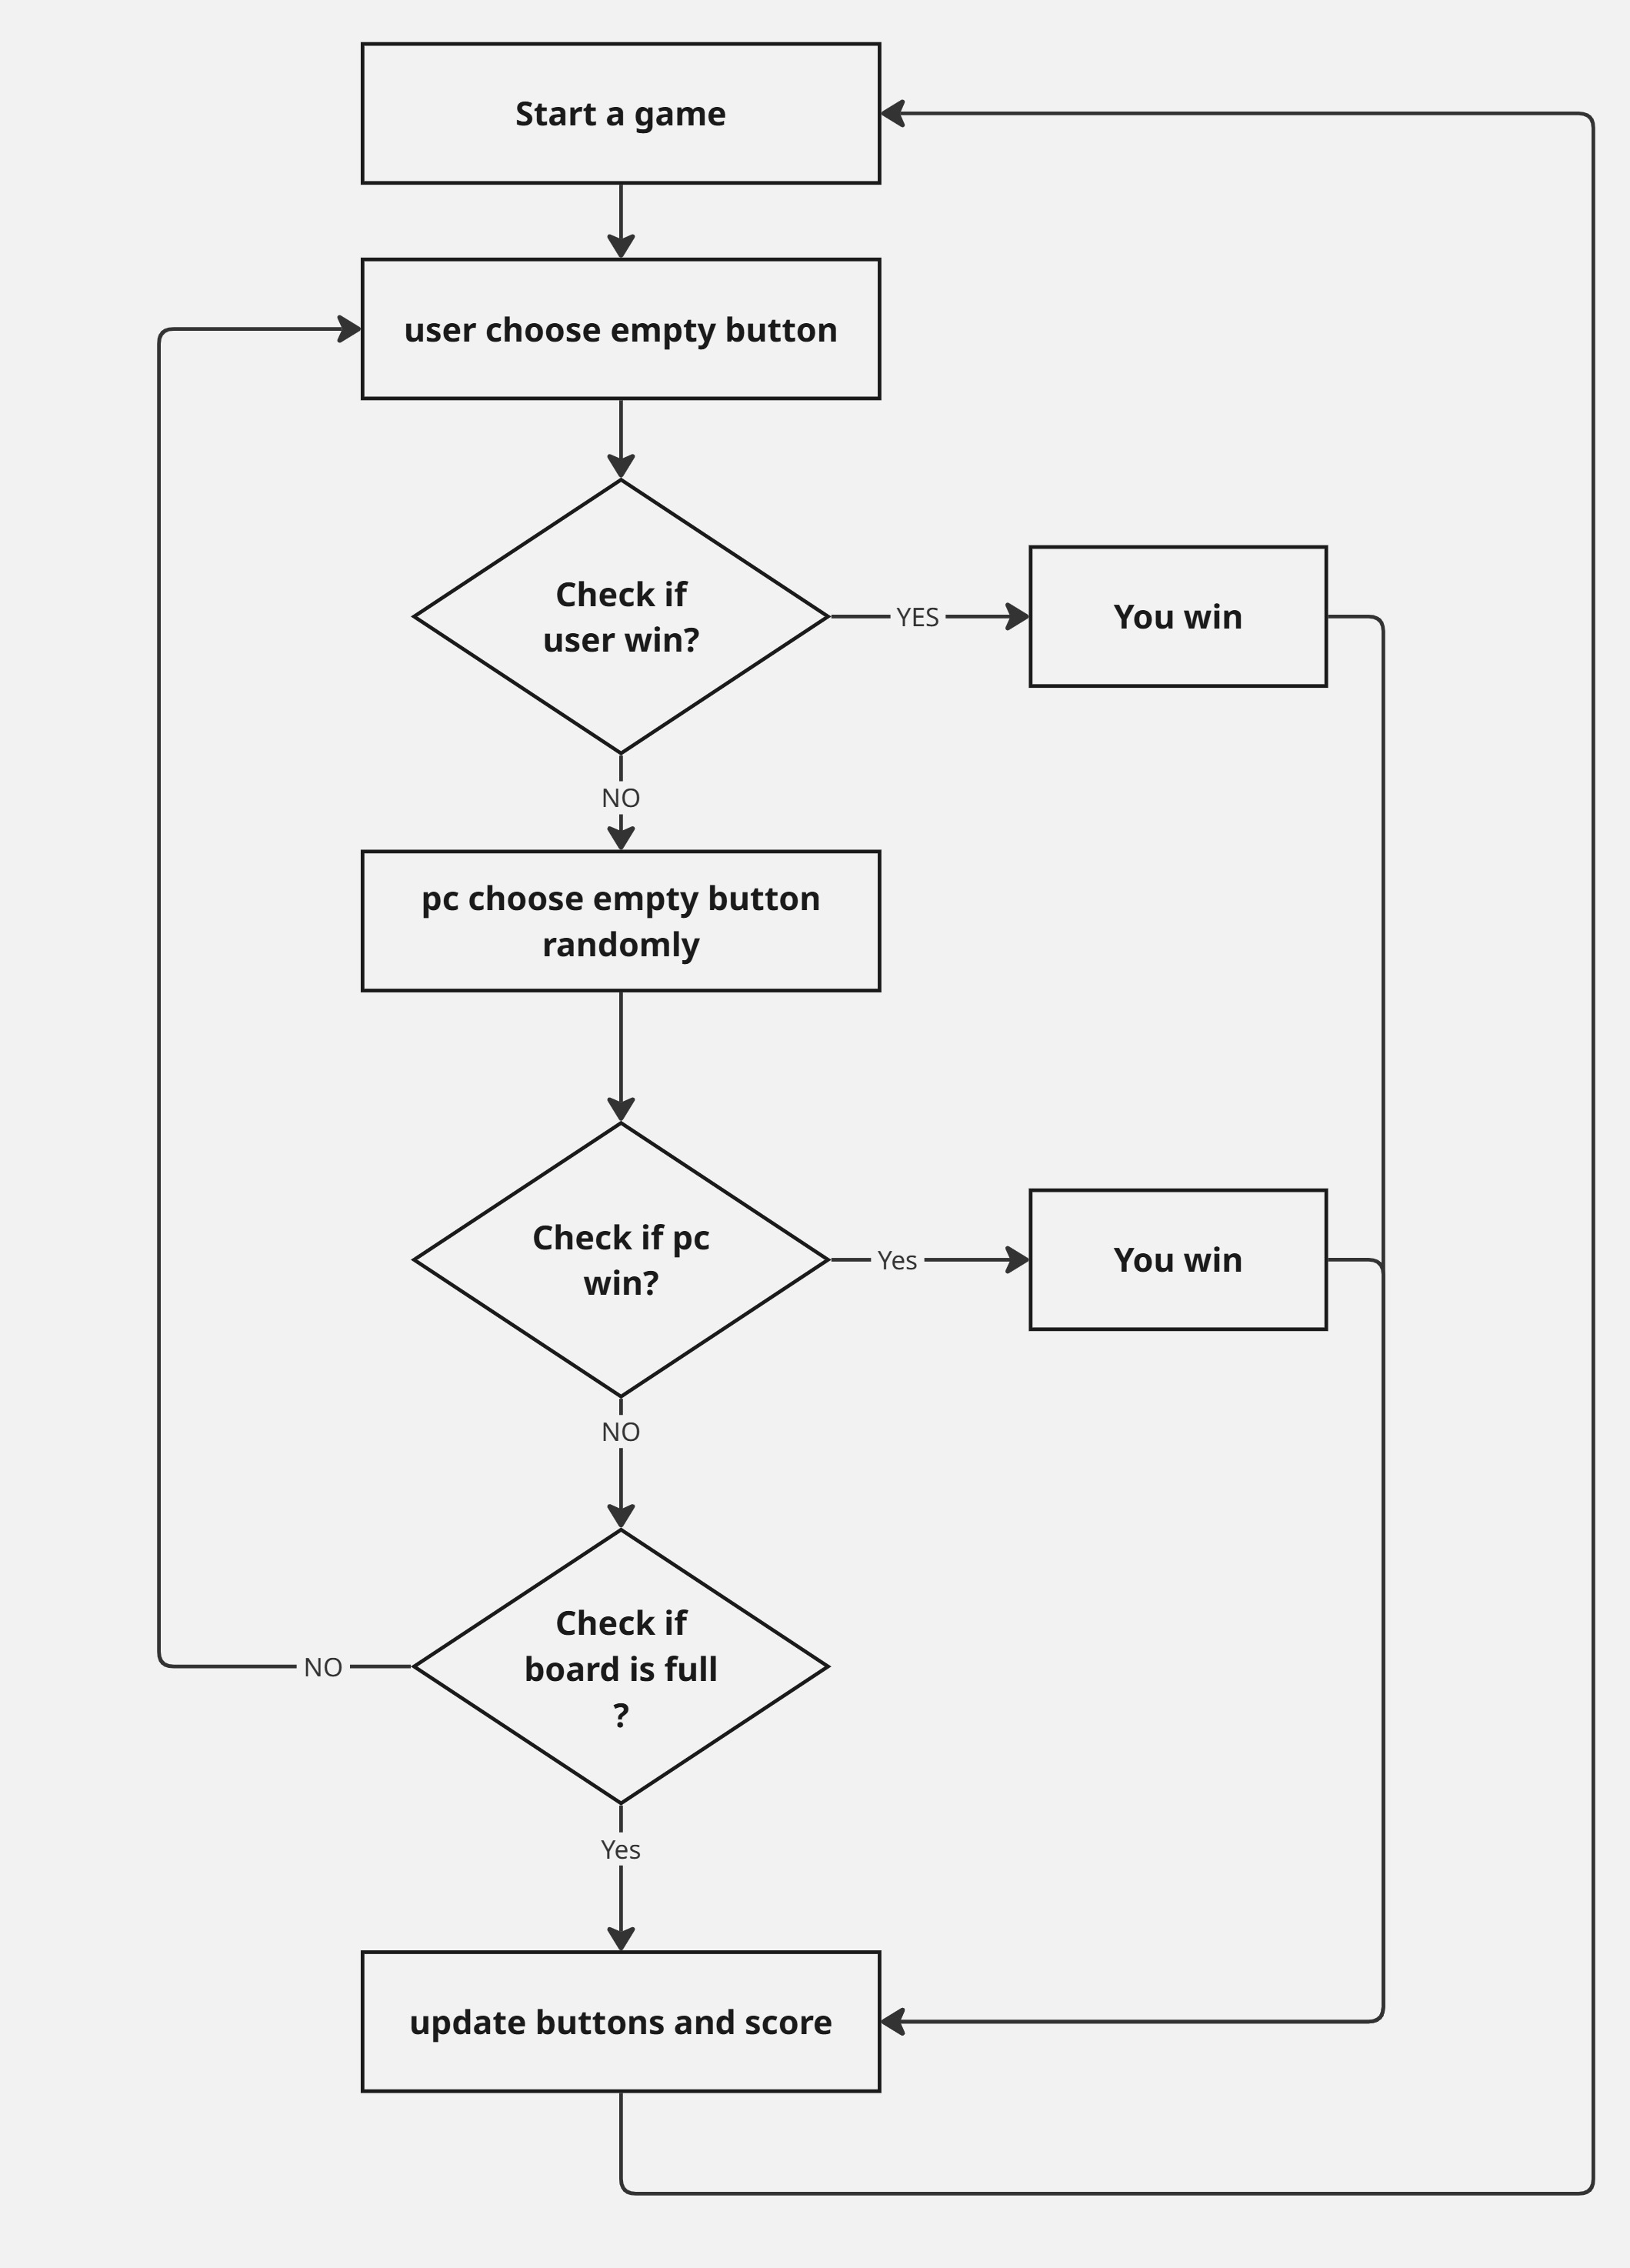 Start a game
user choose empty button
Check if
user win?
YES
You win
NO
pc choose empty button
randomly
Check if pc
win?
Yes
You win
NO
Check if
board is full
?
NO
Yes
update buttons and score